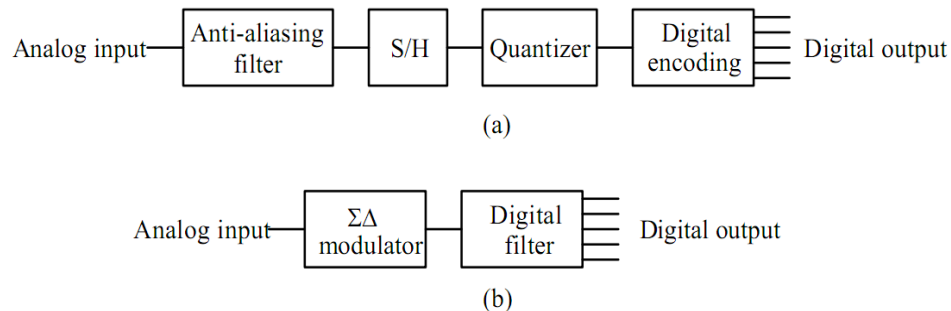 Analog input
Anti-aliasing
filter
S/H
Quantizer
Digital
encoding
Digital output
(a)
Analog input
ΣΔ
modulator
Digital
filter
Digital output
(b)